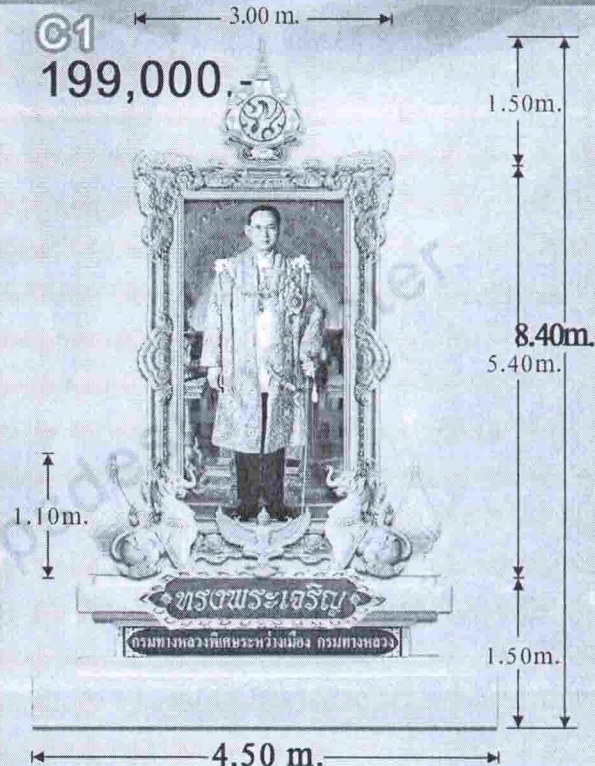 3.00 m.
C1
199,000.-
1.50m.
8.40m.
5.40m.
1.10m.
ทรงพระเจริญ
กรมทางหลวงพิเศษระหว่างเมือง กรมทางหลวง
1.50m.
4.50 m.